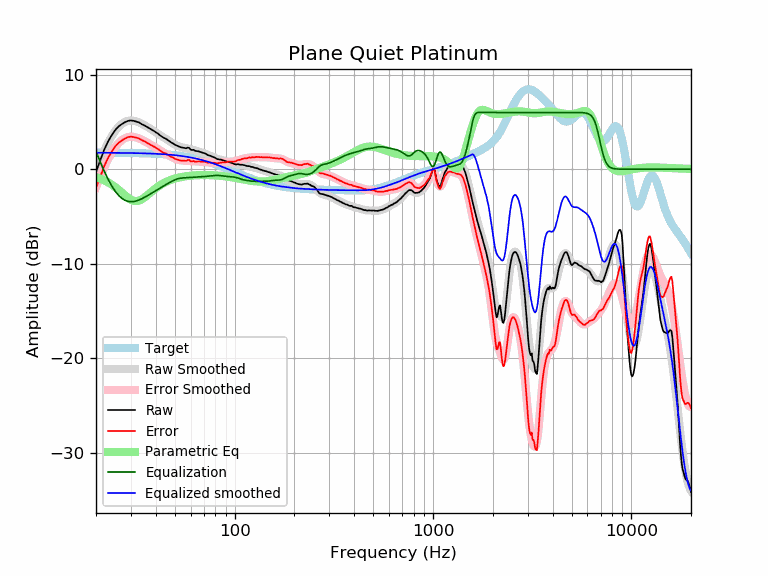 Plane Quiet Platinum
Amplitude (dBr)
10
0
−10
−20
−30
Target
Raw Smoothed
Error Smoothed
Raw
Error
Parametric Eq
Equalization
Equalized smoothed
100
1000
10000
Frequency (Hz)